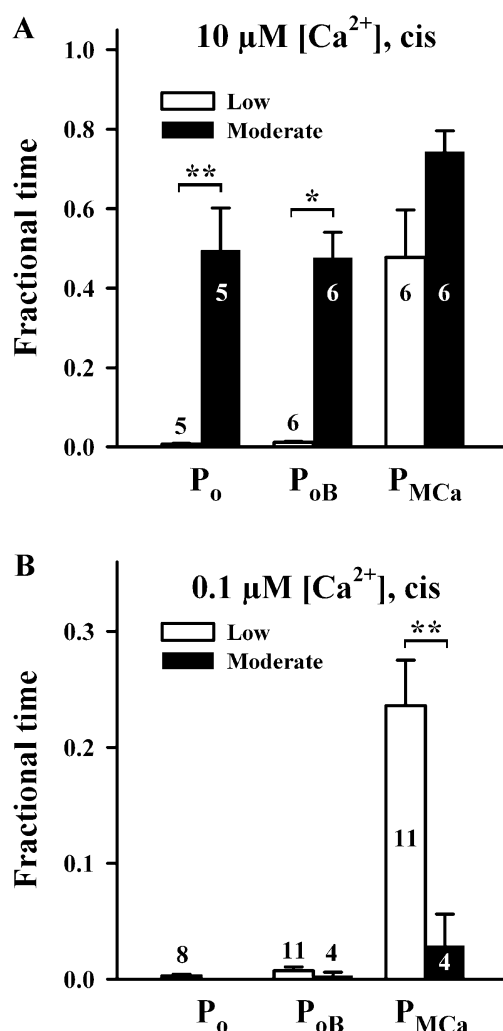 A
10 µM [Ca²⁺], cis
Fractional time
1.0
0.8
0.6
0.4
0.2
0.0
Low
Moderate
**
*
5
5
6
6
6
6
Pₒ
PₒB
PMCa
B
0.1 µM [Ca²⁺], cis
Fractional time
0.3
0.2
0.1
0.0
Low
Moderate
**
8
11
4
11
4
Pₒ
PₒB
PMCa